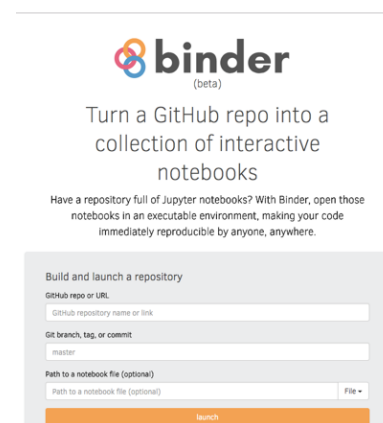 binder
(beta)
Turn a GitHub repo into a
collection of interactive
notebooks
Have a repository full of Jupyter notebooks? With Binder, open those
notebooks in an executable environment, making your code
immediately reproducible by anyone, anywhere.
Build and launch a repository
GitHub repo or URL
GitHub repository name or link
Git branch, tag, or commit
master
Path to a notebook file (optional)
Path to a notebook file (optional) File
launch